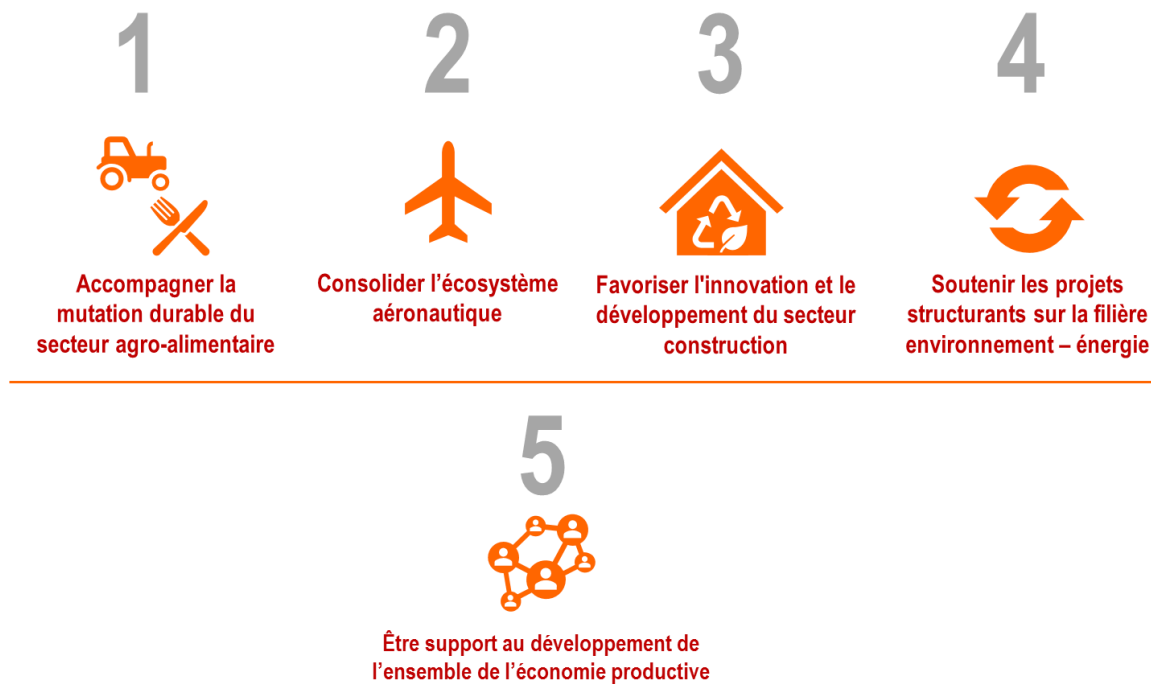 1
2
3
4
Accompagner la
mutation durable du
secteur agro-alimentaire
Consolider l’écosystème
aéronautique
Favoriser l'innovation et le
développement du secteur
construction
Soutenir les projets
structurants sur la filière
environnement – énergie
5
Être support au développement de
l’ensemble de l’économie productive